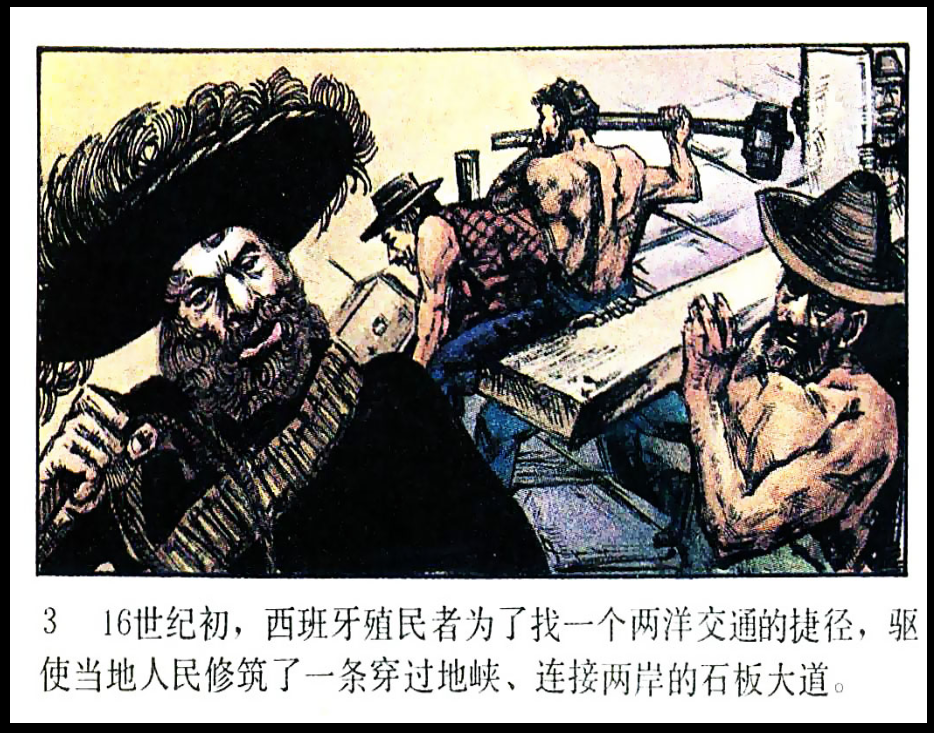 3 16世纪初，西班牙殖民者为了找一个两洋交通的捷径，驱
使当地人民修筑了一条穿过地峡、连接两岸的石板大道。